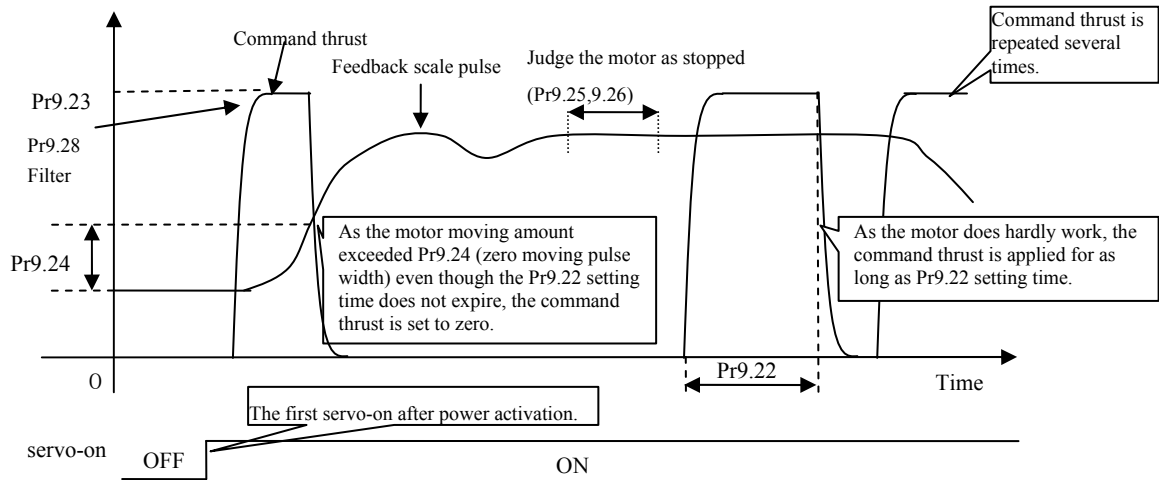 Command thrust is
repeated several
times.
Command thrust
Judge the motor as stopped
(Pr9.25,9.26)
Feedback scale pulse
Pr9.23
Pr9.28
Filter
As the motor moving amount
exceeded Pr9.24 (zero moving pulse
width) even though the Pr9.22 setting
time does not expire, the command
thrust is set to zero.
As the motor does hardly work, the
command thrust is applied for as
long as Pr9.22 setting time.
Pr9.24
Pr9.22
O
Time
The first servo-on after power activation.
servo-on
OFF
ON